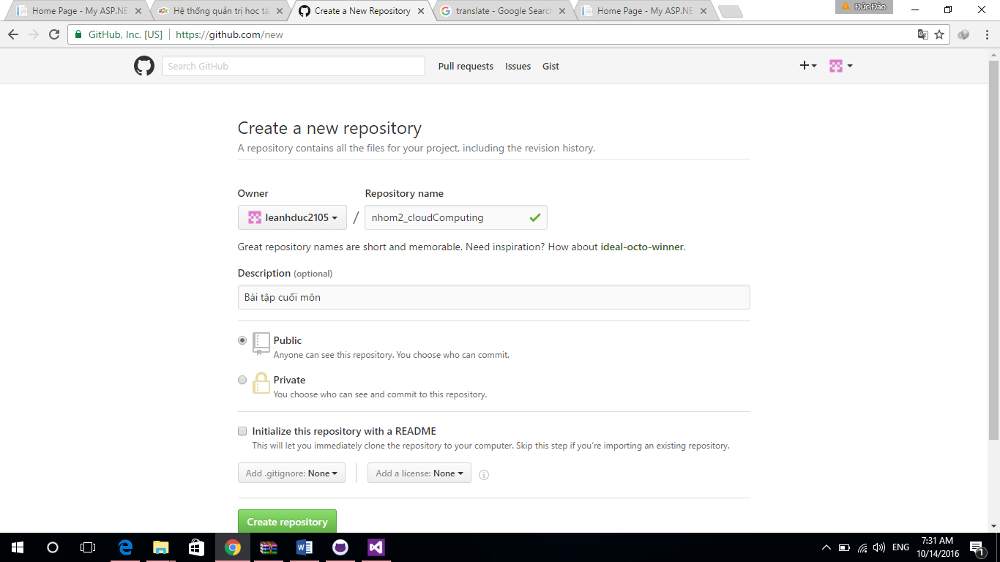 Home Page - My ASP.NE
Hệ thống quản trị học tậ
Create a New Repository
translate - Google Search
Home Page - My ASP.NE
Đức Đào
GitHub, Inc. [US]
https://github.com/new
Search GitHub
Pull requests
Issues
Gist
Create a new repository
A repository contains all the files for your project, including the revision history.
Owner
Repository name
leanhduc2105
/
nhom2_cloudComputing
Great repository names are short and memorable. Need inspiration? How about ideal-octo-winner.
Description (optional)
Bài tập cuối môn
Public
Anyone can see this repository. You choose who can commit.
Private
You choose who can see and commit to this repository.
Initialize this repository with a README
This will let you immediately clone the repository to your computer. Skip this step if you're importing an existing repository.
Add .gitignore: None
Add a license: None
Create repository
ENG
7:31 AM
10/14/2016
1